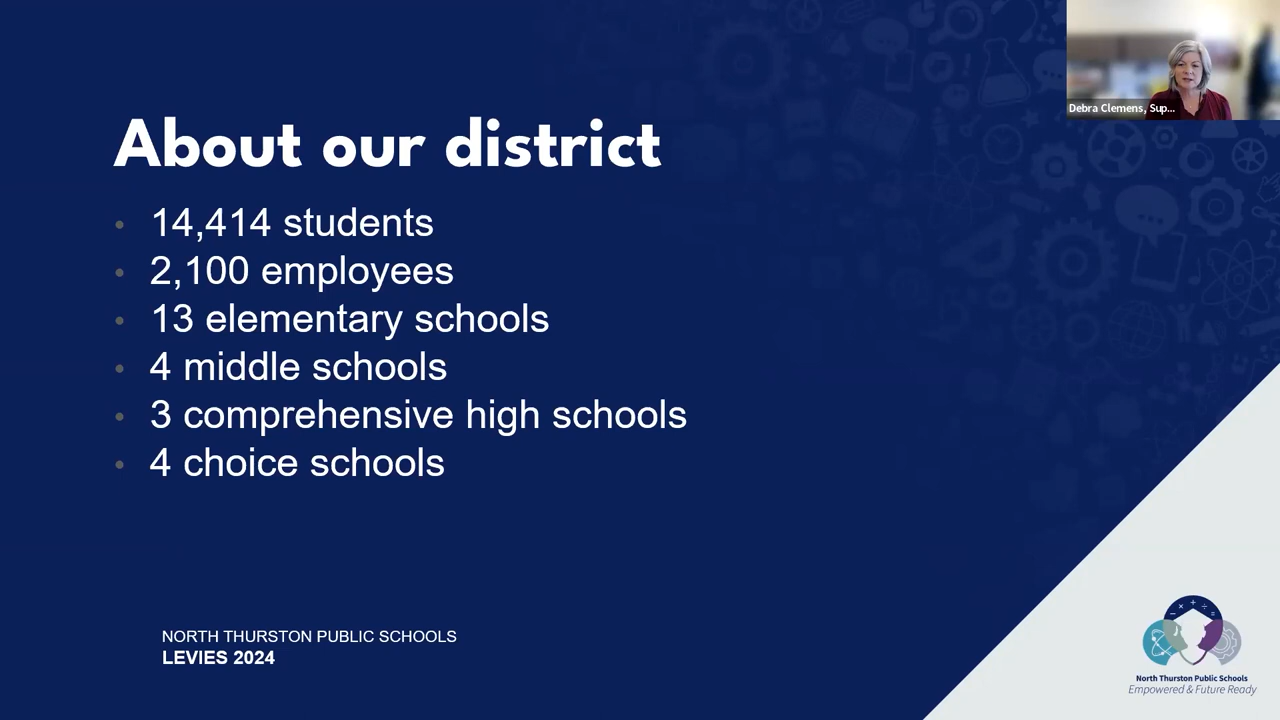 About our district
14,414 students
2,100 employees
13 elementary schools
4 middle schools
3 comprehensive high schools
4 choice schools
NORTH THURSTON PUBLIC SCHOOLS
LEVIES 2024
Debra Clemens, Sup...
North Thurston Public Schools
Empowered & Future Ready